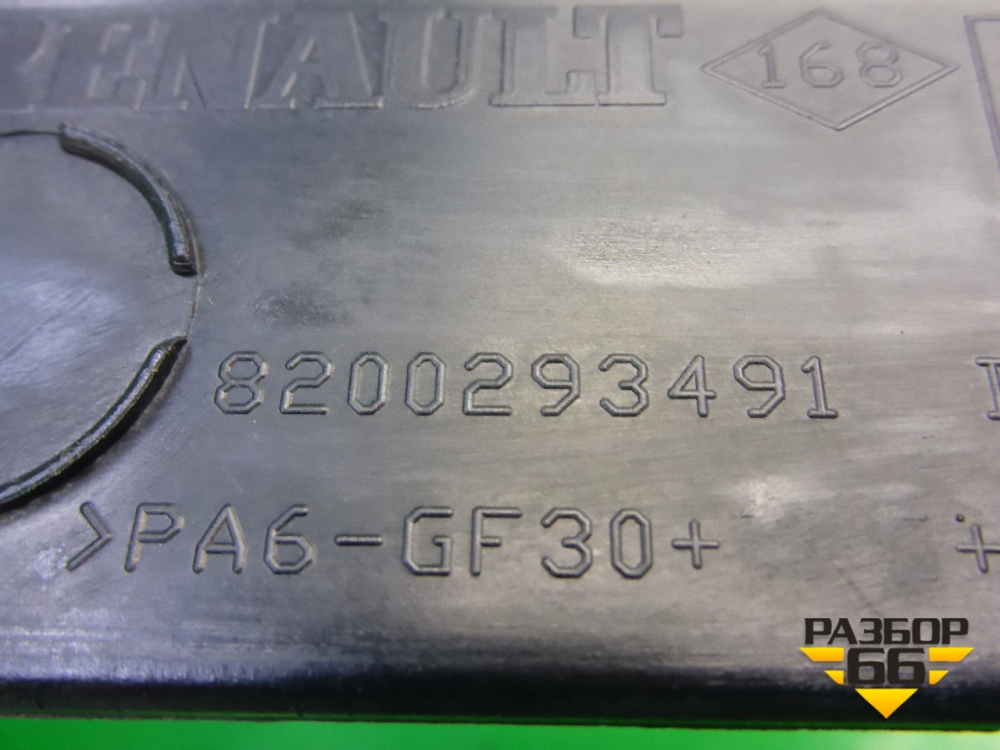 RENAULT 168
8200293491
>PA6-GF30+ +
РАЗБОР
66